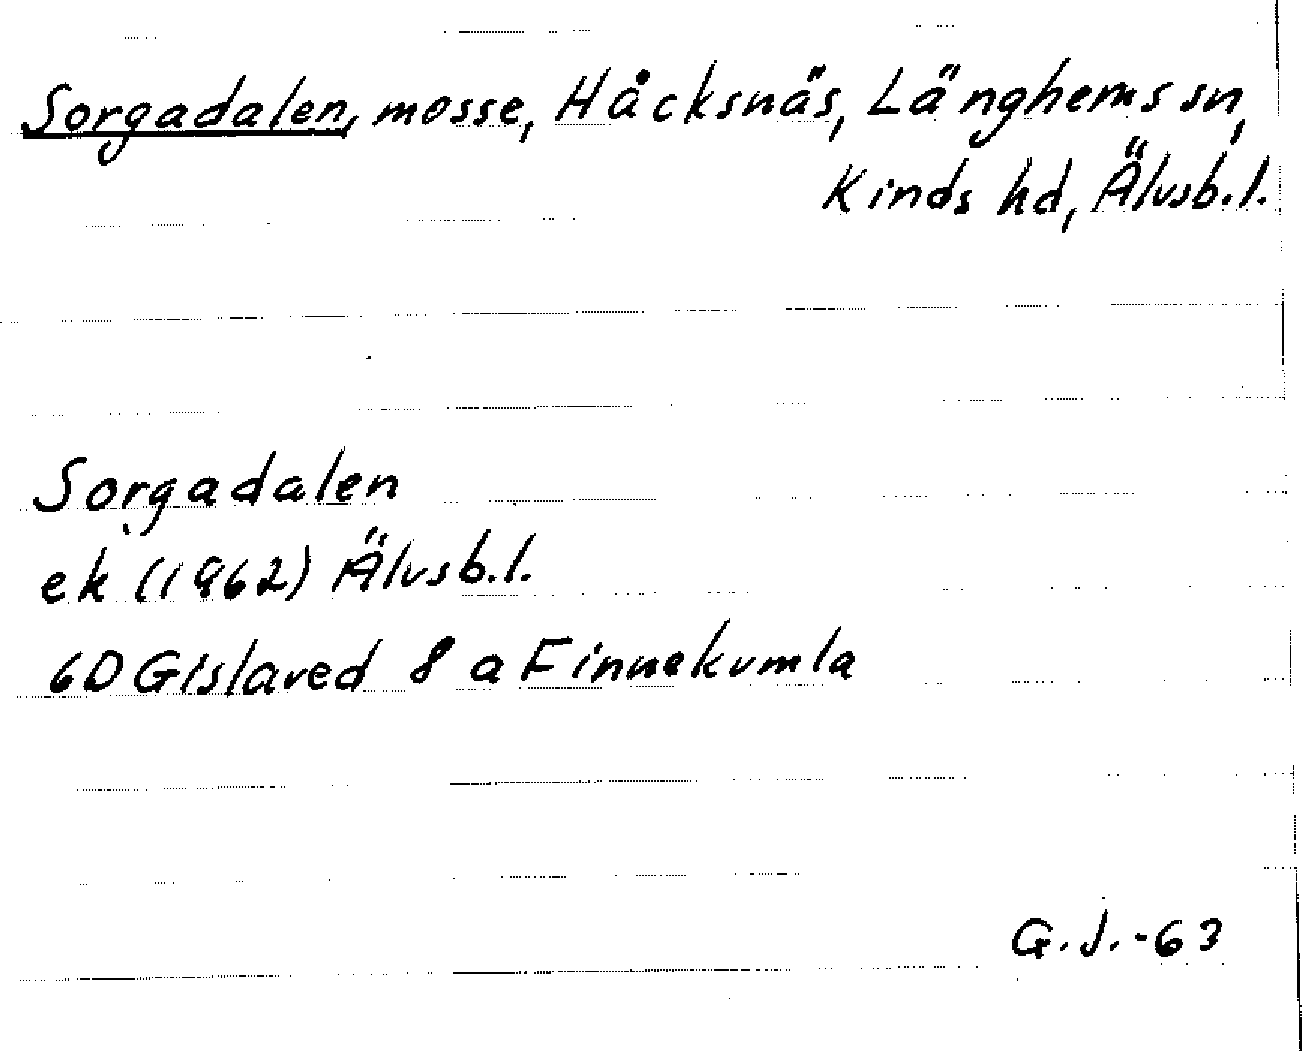 Sorgadalen, mosse, Håcksnäs, Länghems sn,
Kinds hd, Älvsb.l.
Sorgadalen
ek (1962) Älvsb.l.
6D Gislaved 8 a Finnekumla
G.J.-63